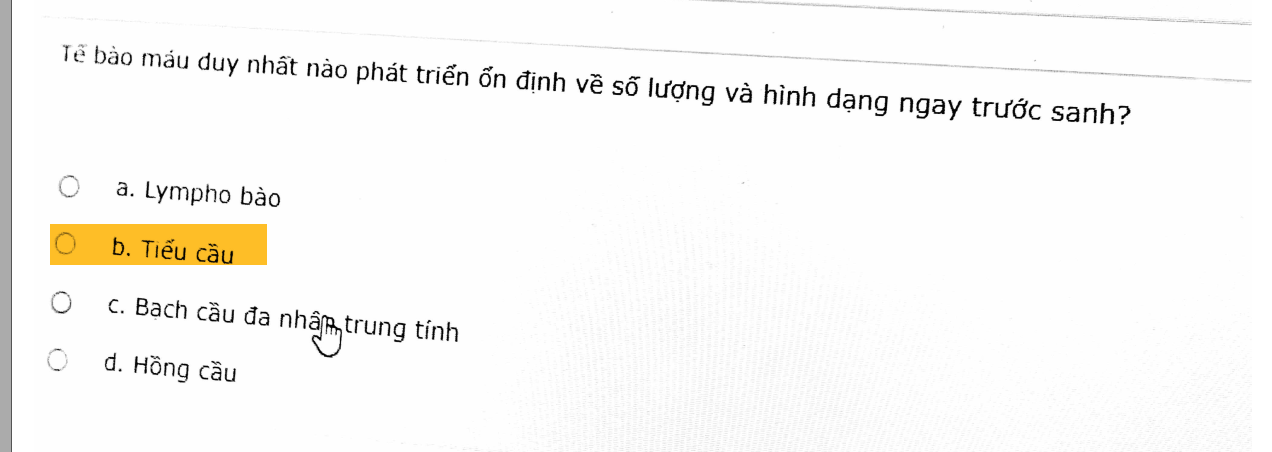 Tế bào máu duy nhất nào phát triển ổn định về số lượng và hình dạng ngay trước sanh?
a. Lympho bào
b. Tiểu cầu
c. Bạch cầu đa nhân trung tính
d. Hồng cầu